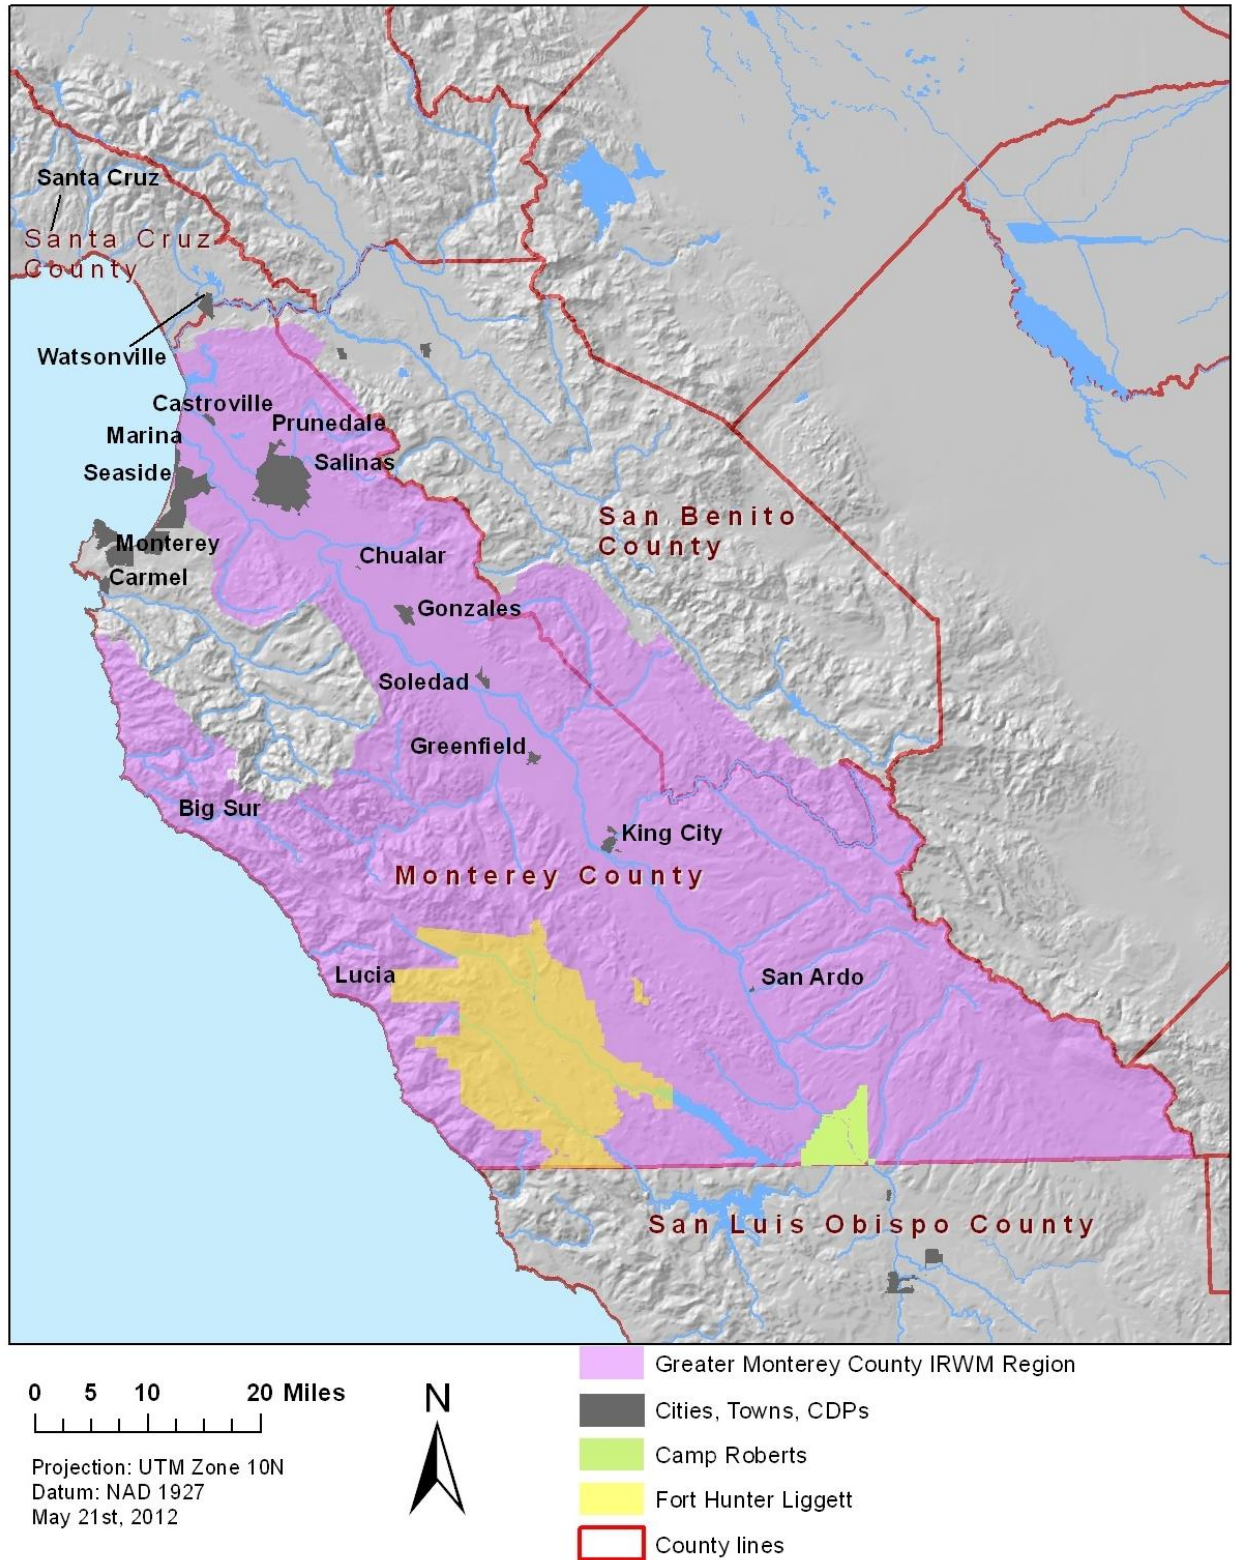 Santa Cruz
Santa Cruz
County
Watsonville
Castroville
Prunedale
Marina
Salinas
Seaside
San Benito
County
Monterey
Chualar
Carmel
Gonzales
Soledad
Greenfield
Big Sur
King City
Monterey County
Lucia
San Ardo
San Luis Obispo County
0 5 10 20 Miles
N
Projection: UTM Zone 10N
Datum: NAD 1927
May 21st, 2012
Greater Monterey County IRWM Region
Cities, Towns, CDPs
Camp Roberts
Fort Hunter Liggett
County lines